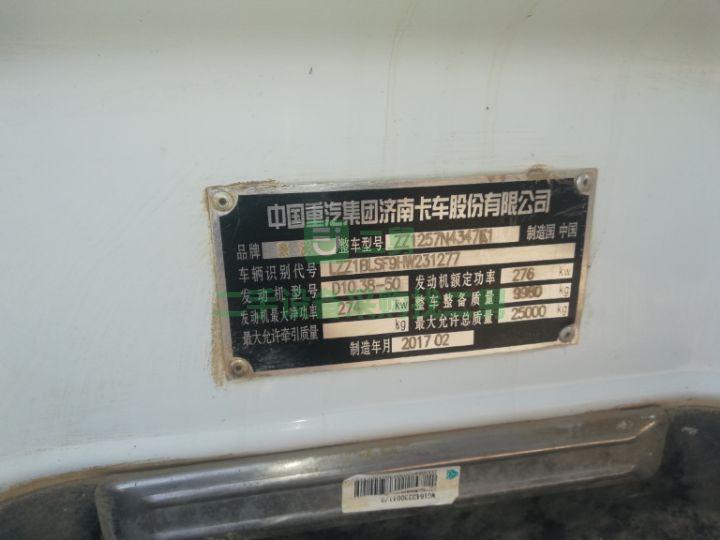 中国重汽集团济南卡车股份有限公司
品牌 整车型号 ZZ1257N4347E1 制造国 中国
车辆识别代号 LZZ1BLSF9HW231277
发动机型号 D10.38-50 发动机额定功率 276 kw
发动机最大净功率 274 kw 整车整备质量 9980 kg
最大允许牵引质量 kg 最大允许总质量 25000 kg
制造年月 2017 02